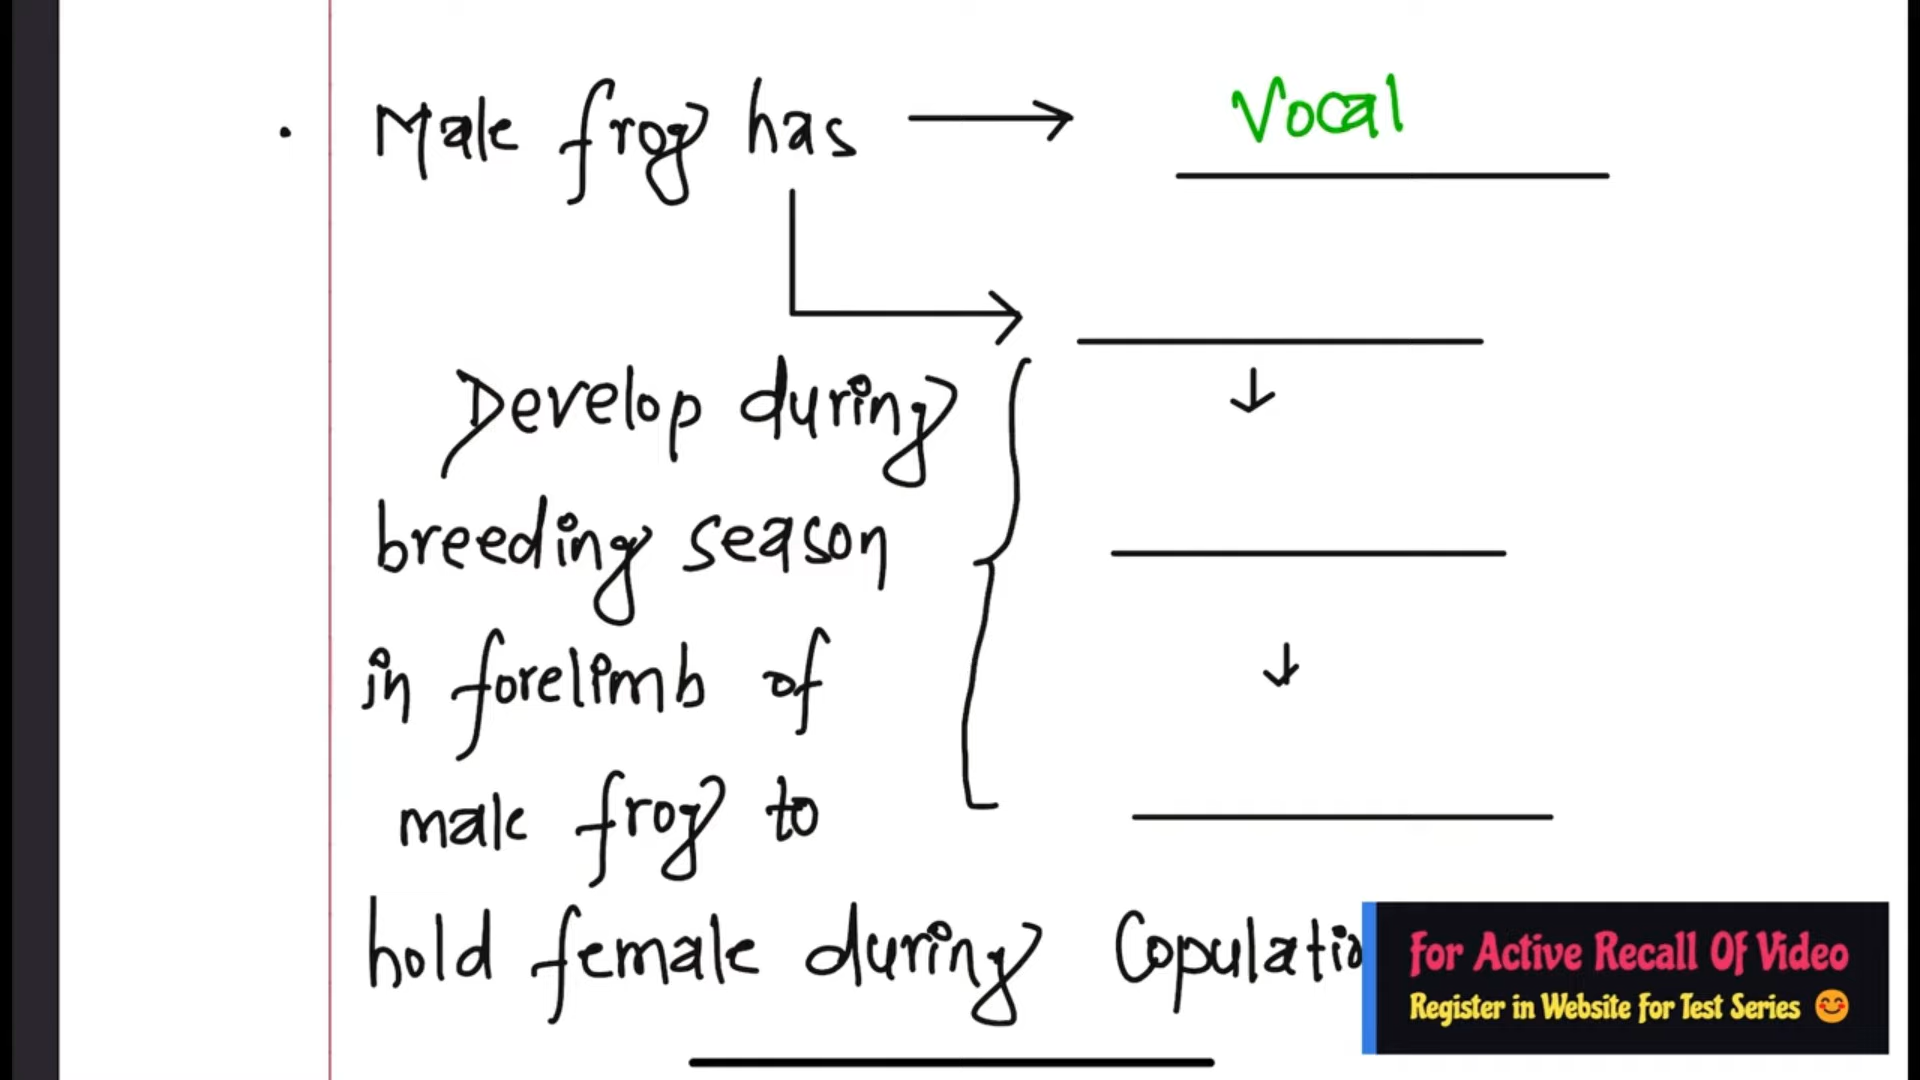 · Male frog has → Vocal
Develop during
breeding season
in forelimb of
male frog to
hold female during Copulatio
For Active Recall Of Video
Register in Website For Test Series 😊